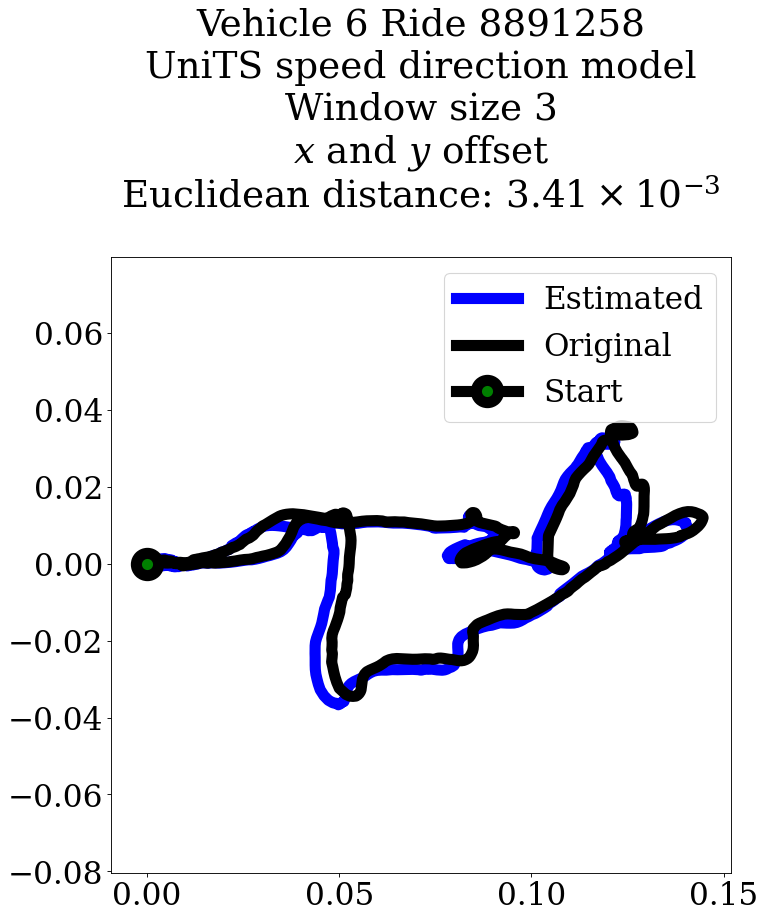 Vehicle 6 Ride 8891258
UniTS speed direction model
Window size 3
x and y offset
Euclidean distance: 3.41 × 10⁻³
Estimated
Original
Start
0.06
0.04
0.02
0.00
−0.02
−0.04
−0.06
−0.08
0.00 0.05 0.10 0.15